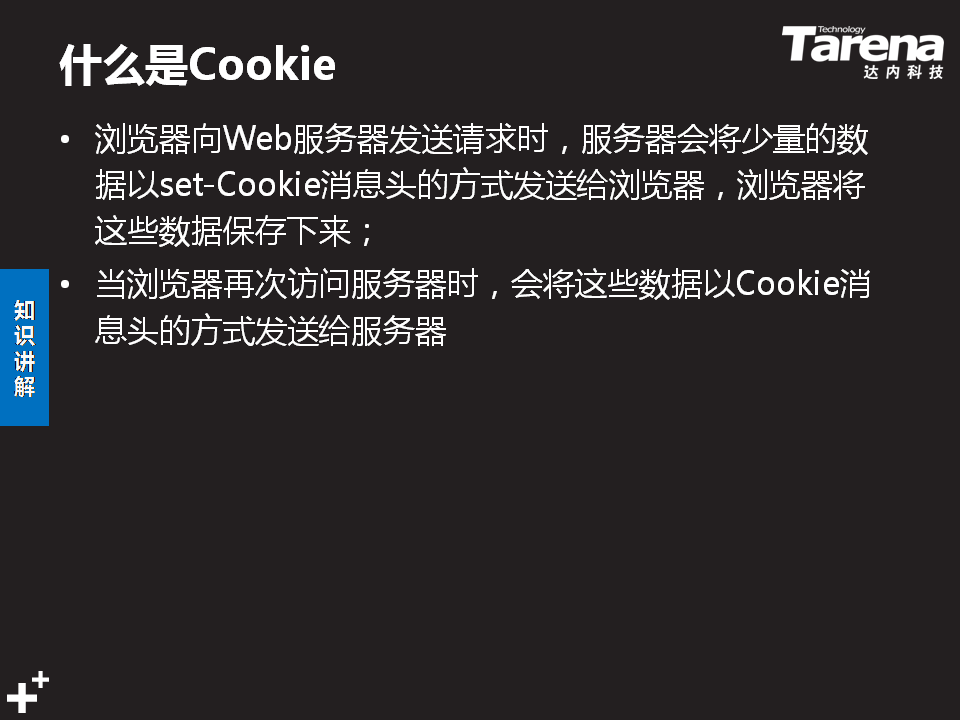 什么是Cookie
Technology
Tarena
达内科技
• 浏览器向Web服务器发送请求时，服务器会将少量的数
据以set-Cookie消息头的方式发送给浏览器，浏览器将
这些数据保存下来；
• 当浏览器再次访问服务器时，会将这些数据以Cookie消
息头的方式发送给服务器
知识讲解